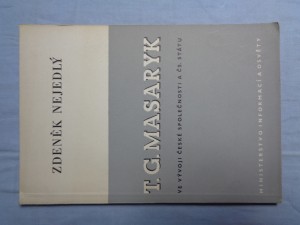 ZDENĚK NEJEDLÝ
T. G. MASARYK
VE VÝVOJI ČESKÉ SPOLEČNOSTI A ČS. STÁTU
MINISTERSTVO INFORMACÍ A OSVĚTY